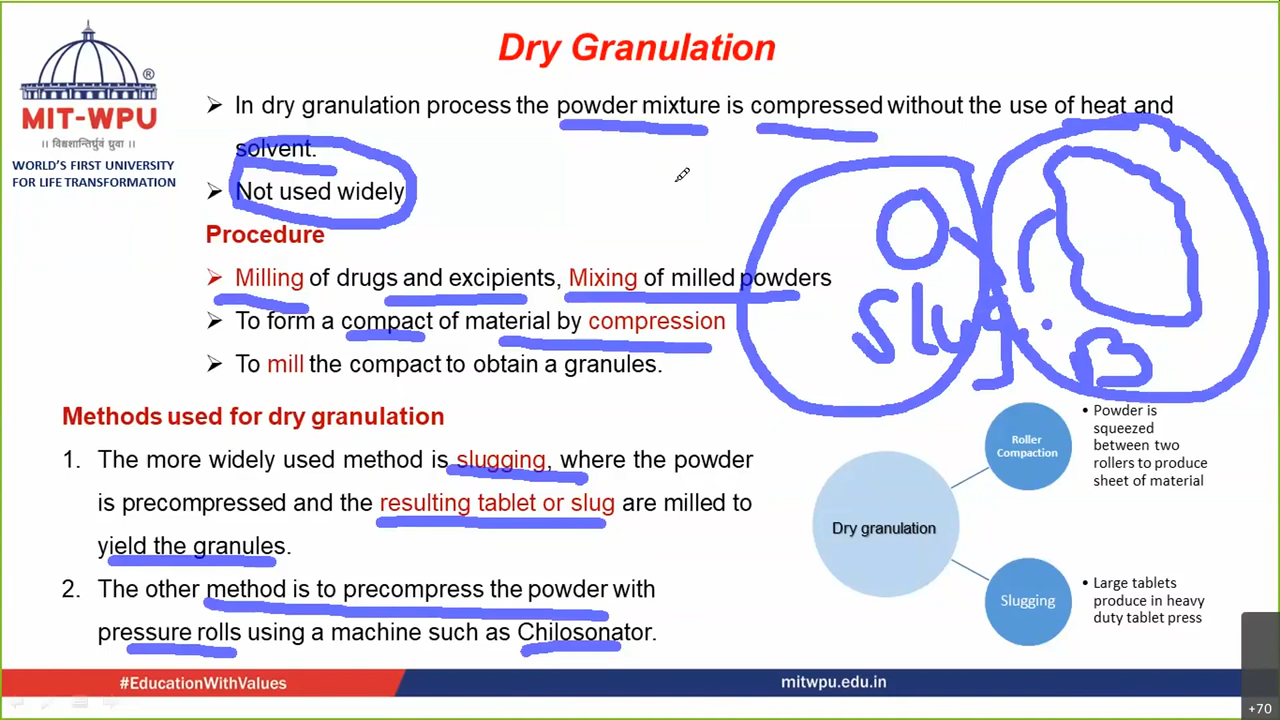 Dry Granulation
®
MIT-WPU
॥ विश्वशान्तिर्ध्रुवं ध्रुवा ॥
WORLD'S FIRST UNIVERSITY
FOR LIFE TRANSFORMATION
➢ In dry granulation process the powder mixture is compressed without the use of heat and
solvent.
➢ Not used widely
Procedure
➢ Milling of drugs and excipients, Mixing of milled powders
➢ To form a compact of material by compression
➢ To mill the compact to obtain a granules.
Slug.
B
Methods used for dry granulation
1. The more widely used method is slugging, where the powder
is precompressed and the resulting tablet or slug are milled to
yield the granules.
2. The other method is to precompress the powder with
pressure rolls using a machine such as Chilosonator.
Dry granulation
Roller
Compaction
• Powder is
squeezed
between two
rollers to produce
sheet of material
Slugging
• Large tablets
produce in heavy
duty tablet press
#EducationWithValues
mitwpu.edu.in
+70